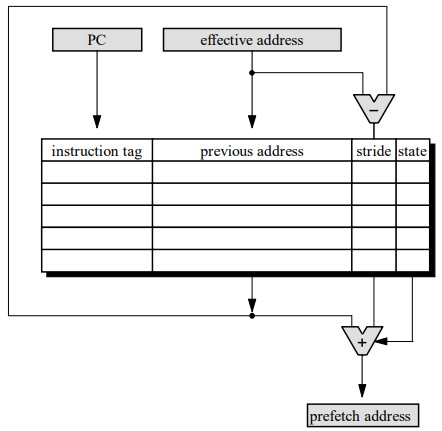 PC
effective address
−
instruction tag
previous address
stride
state
+
prefetch address